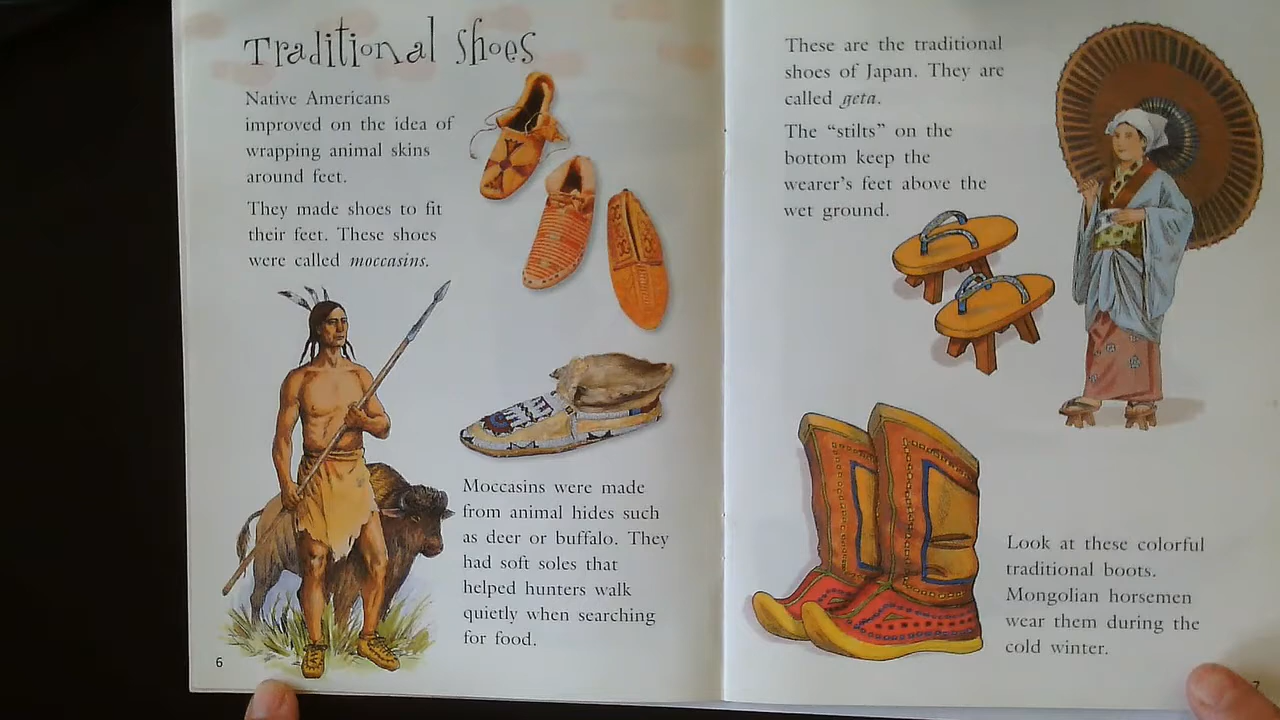 Traditional Shoes
Native Americans
improved on the idea of
wrapping animal skins
around feet.
They made shoes to fit
their feet. These shoes
were called moccasins.
Moccasins were made
from animal hides such
as deer or buffalo. They
had soft soles that
helped hunters walk
quietly when searching
for food.
6
These are the traditional
shoes of Japan. They are
called geta.
The “stilts” on the
bottom keep the
wearer’s feet above the
wet ground.
Look at these colorful
traditional boots.
Mongolian horsemen
wear them during the
cold winter.
7